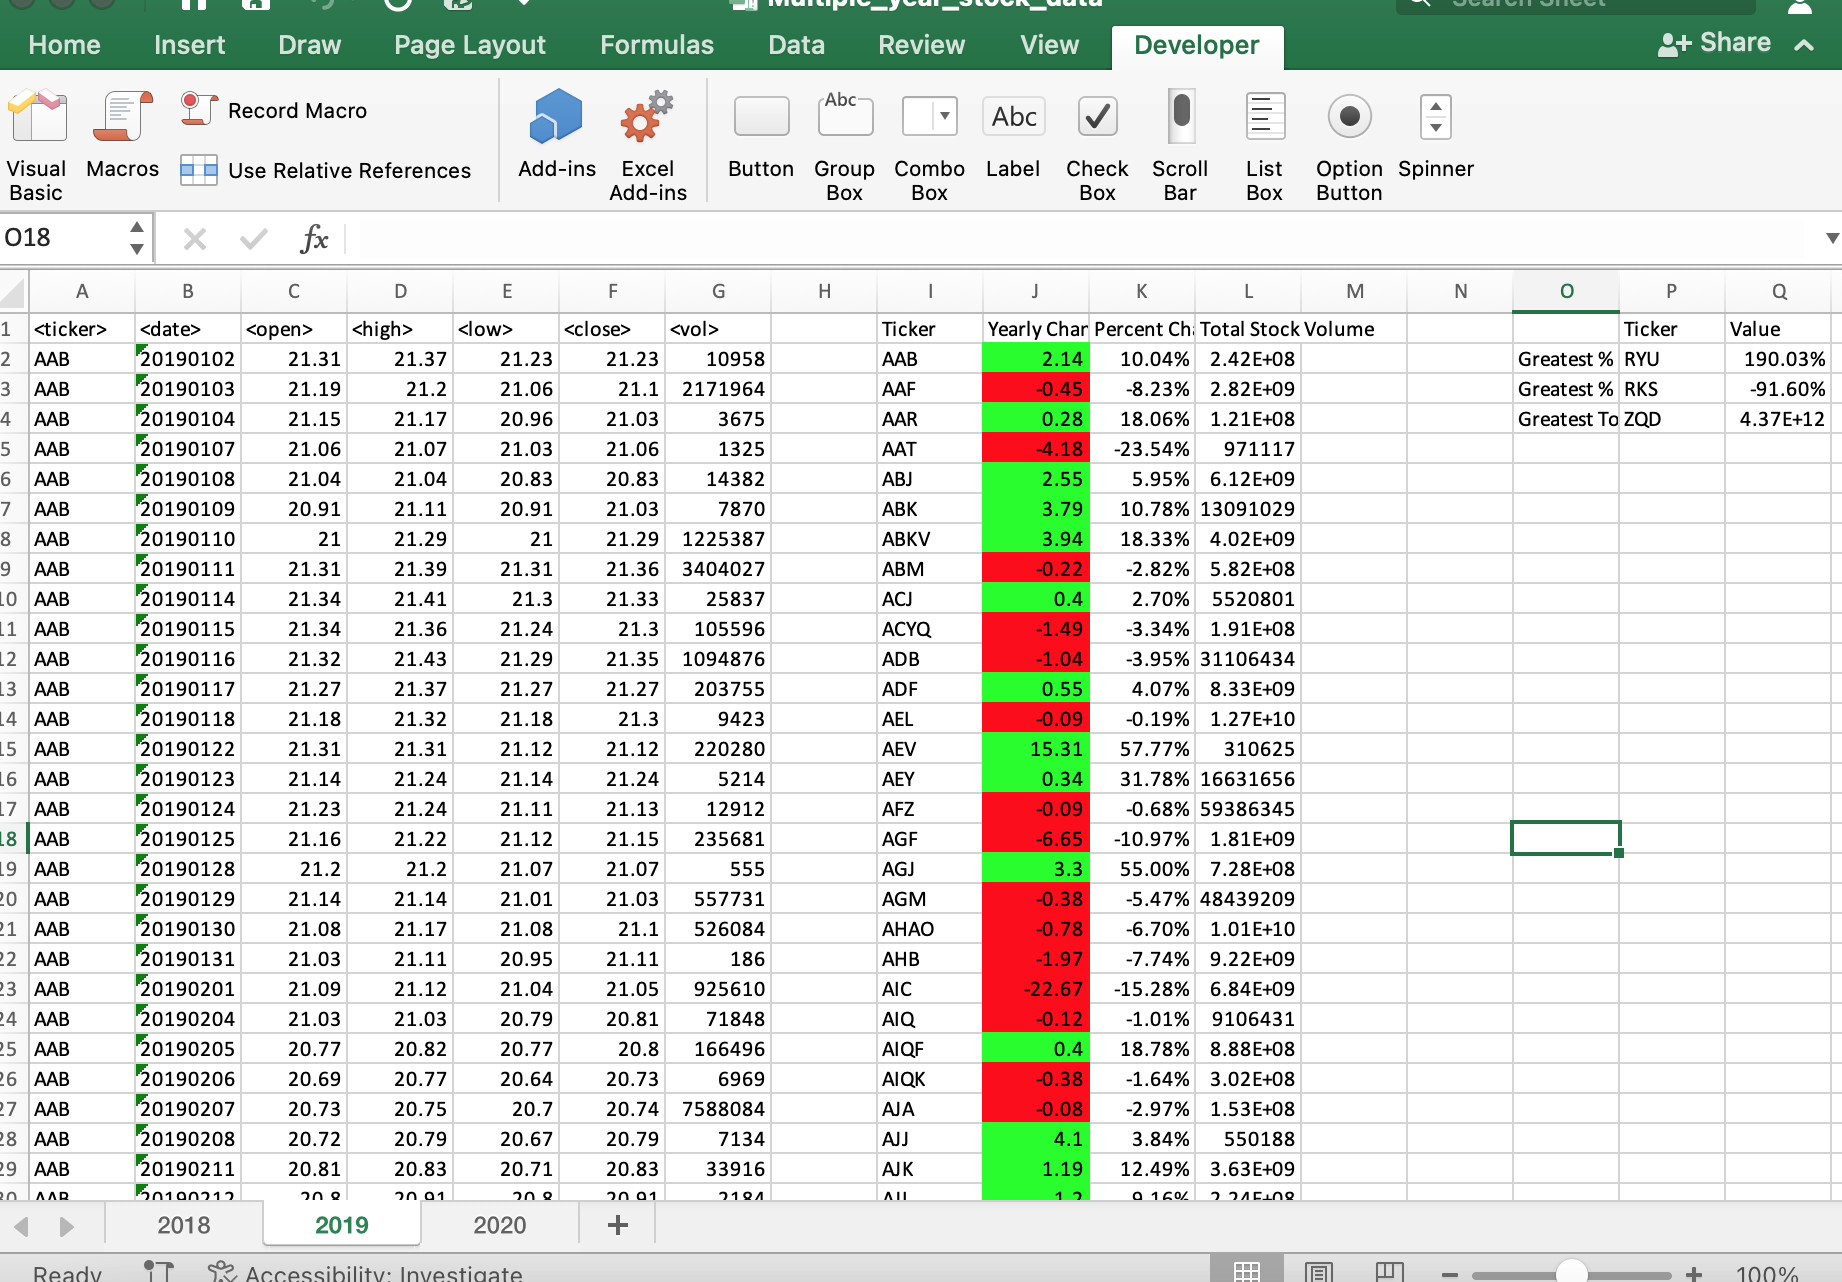 Multiple_year_stock_data Search Sheet
Home Insert Draw Page Layout Formulas Data Review View Developer Share
Visual Basic Macros Record Macro Use Relative References Add-ins Excel Add-ins Button Group Box Combo Box Label Check Box Scroll Bar List Box Option Button Spinner
Abc Abc
O18 fx
A B C D E F G H I J K L M N O P Q
1 <ticker> <date> <open> <high> <low> <close> <vol> Ticker Yearly Char Percent Ch Total Stock Volume Ticker Value
2 AAB 20190102 21.31 21.37 21.23 21.23 10958 AAB 2.14 10.04% 2.42E+08 Greatest % RYU 190.03%
3 AAB 20190103 21.19 21.2 21.06 21.1 2171964 AAF -0.45 -8.23% 2.82E+09 Greatest % RKS -91.60%
4 AAB 20190104 21.15 21.17 20.96 21.03 3675 AAR 0.28 18.06% 1.21E+08 Greatest To ZQD 4.37E+12
5 AAB 20190107 21.06 21.07 21.03 21.06 1325 AAT -4.18 -23.54% 971117
6 AAB 20190108 21.04 21.04 20.83 20.83 14382 ABJ 2.55 5.95% 6.12E+09
7 AAB 20190109 20.91 21.11 20.91 21.03 7870 ABK 3.79 10.78% 13091029
8 AAB 20190110 21 21.29 21 21.29 1225387 ABKV 3.94 18.33% 4.02E+09
9 AAB 20190111 21.31 21.39 21.31 21.36 3404027 ABM -0.22 -2.82% 5.82E+08
10 AAB 20190114 21.34 21.41 21.3 21.33 25837 ACJ 0.4 2.70% 5520801
11 AAB 20190115 21.34 21.36 21.24 21.3 105596 ACYQ -1.49 -3.34% 1.91E+08
12 AAB 20190116 21.32 21.43 21.29 21.35 1094876 ADB -1.04 -3.95% 31106434
13 AAB 20190117 21.27 21.37 21.27 21.27 203755 ADF 0.55 4.07% 8.33E+09
14 AAB 20190118 21.18 21.32 21.18 21.3 9423 AEL -0.09 -0.19% 1.27E+10
15 AAB 20190122 21.31 21.31 21.12 21.12 220280 AEV 15.31 57.77% 310625
16 AAB 20190123 21.14 21.24 21.14 21.24 5214 AEY 0.34 31.78% 16631656
17 AAB 20190124 21.23 21.24 21.11 21.13 12912 AFZ -0.09 -0.68% 59386345
18 AAB 20190125 21.16 21.22 21.12 21.15 235681 AGF -6.65 -10.97% 1.81E+09
19 AAB 20190128 21.2 21.2 21.07 21.07 555 AGJ 3.3 55.00% 7.28E+08
20 AAB 20190129 21.14 21.14 21.01 21.03 557731 AGM -0.38 -5.47% 48439209
21 AAB 20190130 21.08 21.17 21.08 21.1 526084 AHAO -0.78 -6.70% 1.01E+10
22 AAB 20190131 21.03 21.11 20.95 21.11 186 AHB -1.97 -7.74% 9.22E+09
23 AAB 20190201 21.09 21.12 21.04 21.05 925610 AIC -22.67 -15.28% 6.84E+09
24 AAB 20190204 21.03 21.03 20.79 20.81 71848 AIQ -0.12 -1.01% 9106431
25 AAB 20190205 20.77 20.82 20.77 20.8 166496 AIQF 0.4 18.78% 8.88E+08
26 AAB 20190206 20.69 20.77 20.64 20.73 6969 AIQK -0.38 -1.64% 3.02E+08
27 AAB 20190207 20.73 20.75 20.7 20.74 7588084 AJA -0.08 -2.97% 1.53E+08
28 AAB 20190208 20.72 20.79 20.67 20.79 7134 AJJ 4.1 3.84% 550188
29 AAB 20190211 20.81 20.83 20.71 20.83 33916 AJK 1.19 12.49% 3.63E+09
30 AAB 20190212 20.8 20.91 20.8 20.91 2184 1.2 9.16% 2.24E+08
2018 2019 2020 +
Ready Accessibility: Investigate 100%